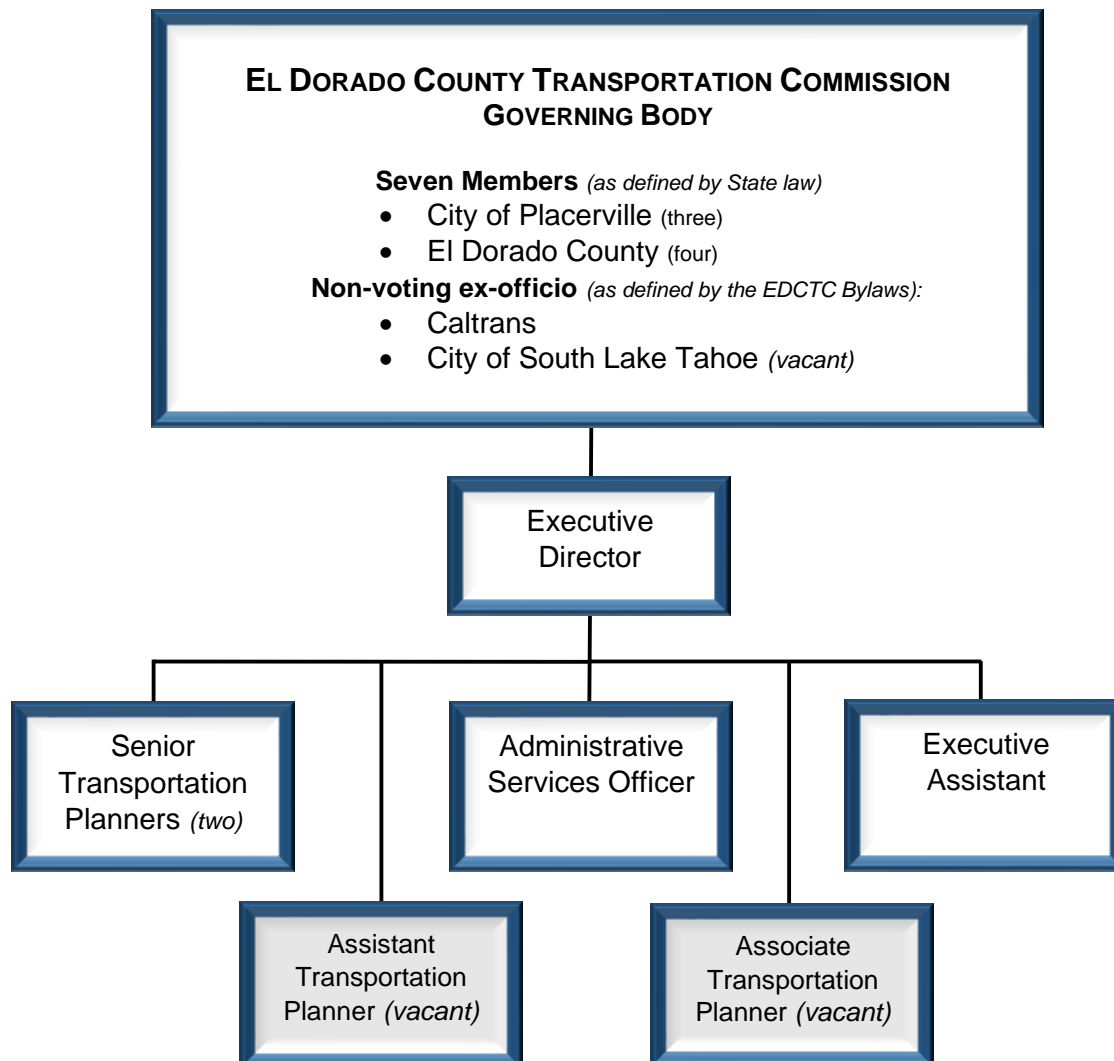 EL DORADO COUNTY TRANSPORTATION COMMISSION
GOVERNING BODY
Seven Members (as defined by State law)
• City of Placerville (three)
• El Dorado County (four)
Non-voting ex-officio (as defined by the EDCTC Bylaws):
• Caltrans
• City of South Lake Tahoe (vacant)
Executive
Director
Senior
Transportation
Planners (two)
Administrative
Services Officer
Executive
Assistant
Assistant
Transportation
Planner (vacant)
Associate
Transportation
Planner (vacant)